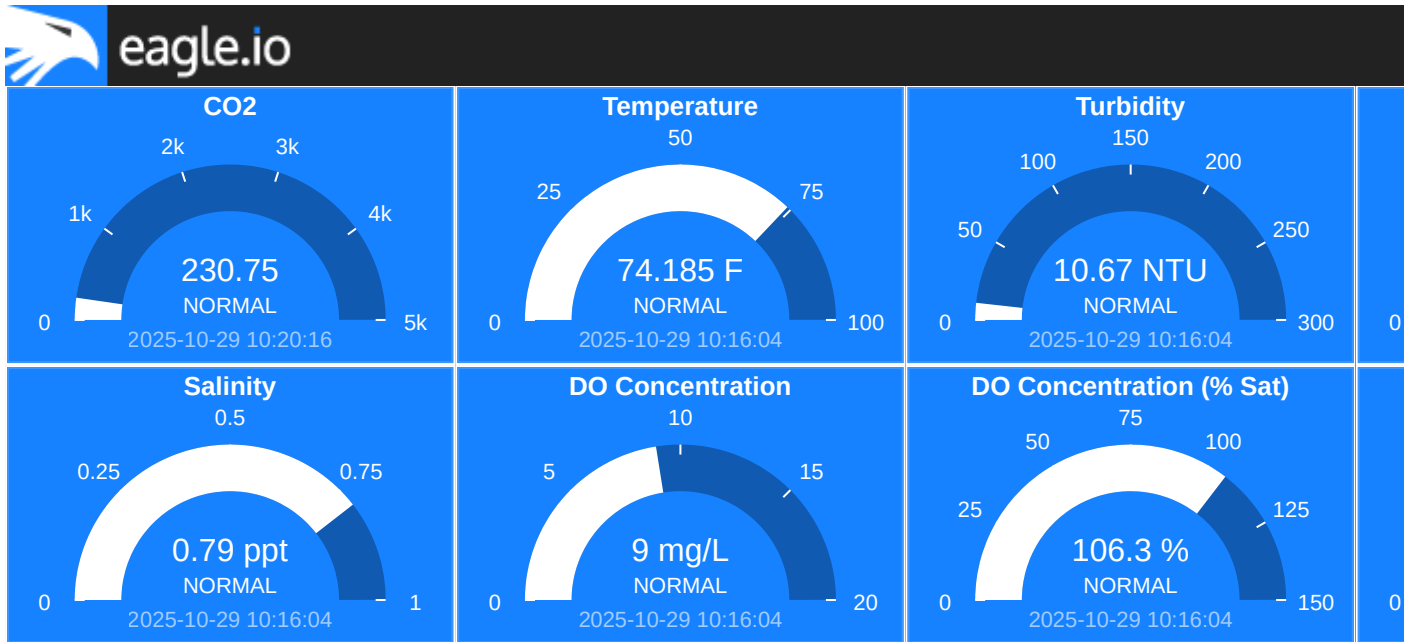 eagle.io
CO2
2k
3k
1k
4k
230.75
NORMAL
0
5k
2025-10-29 10:20:16
Temperature
50
25
75
74.185 F
NORMAL
0
100
2025-10-29 10:16:04
Turbidity
150
100
200
50
250
10.67 NTU
NORMAL
0
300
2025-10-29 10:16:04
0
Salinity
0.5
0.25
0.75
0.79 ppt
NORMAL
0
1
2025-10-29 10:16:04
DO Concentration
10
5
15
9 mg/L
NORMAL
0
20
2025-10-29 10:16:04
DO Concentration (% Sat)
75
50
100
25
125
106.3 %
NORMAL
0
150
2025-10-29 10:16:04
0